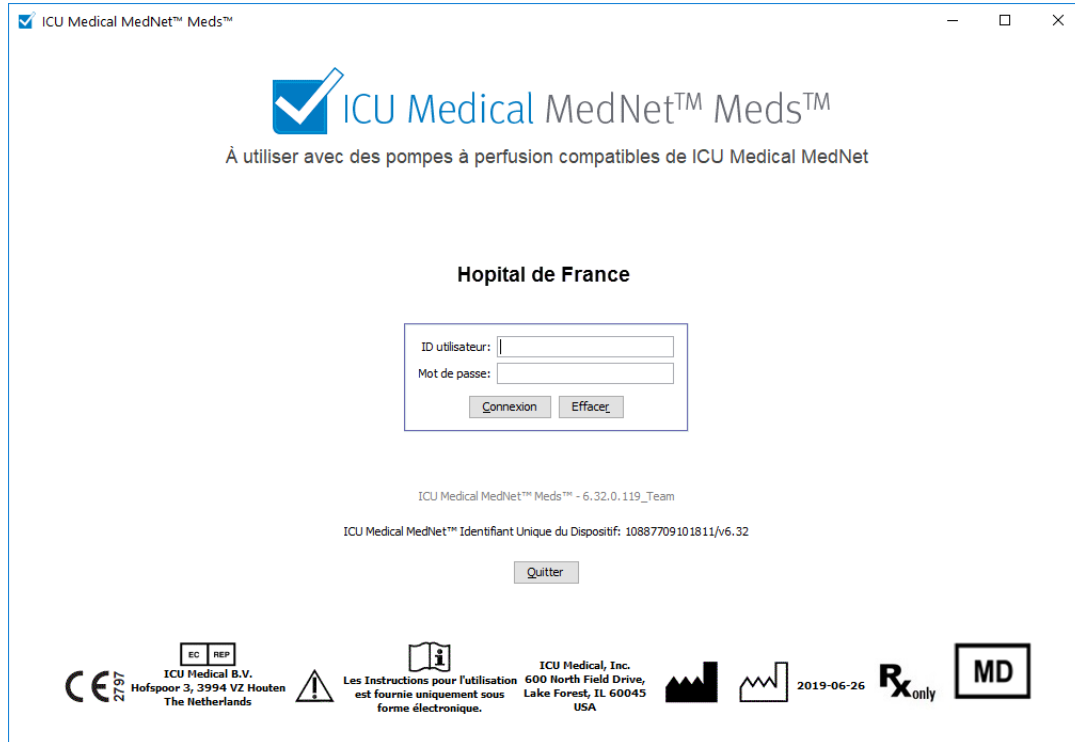 ICU Medical MedNet™ Meds™
ICU Medical MedNet™ Meds™
À utiliser avec des pompes à perfusion compatibles de ICU Medical MedNet
Hopital de France
ID utilisateur:
Mot de passe:
Connexion Effacer
ICU Medical MedNet™ Meds™ - 6.32.0.119_Team
ICU Medical MedNet™ Identifiant Unique du Dispositif: 10887709101811/v6.32
Quitter
CE 2797
EC REP
ICU Medical B.V.
Hofspoor 3, 3994 VZ Houten
The Netherlands
Les Instructions pour l'utilisation
est fournie uniquement sous
forme électronique.
ICU Medical, Inc.
600 North Field Drive,
Lake Forest, IL 60045
USA
2019-06-26
Rx only
MD